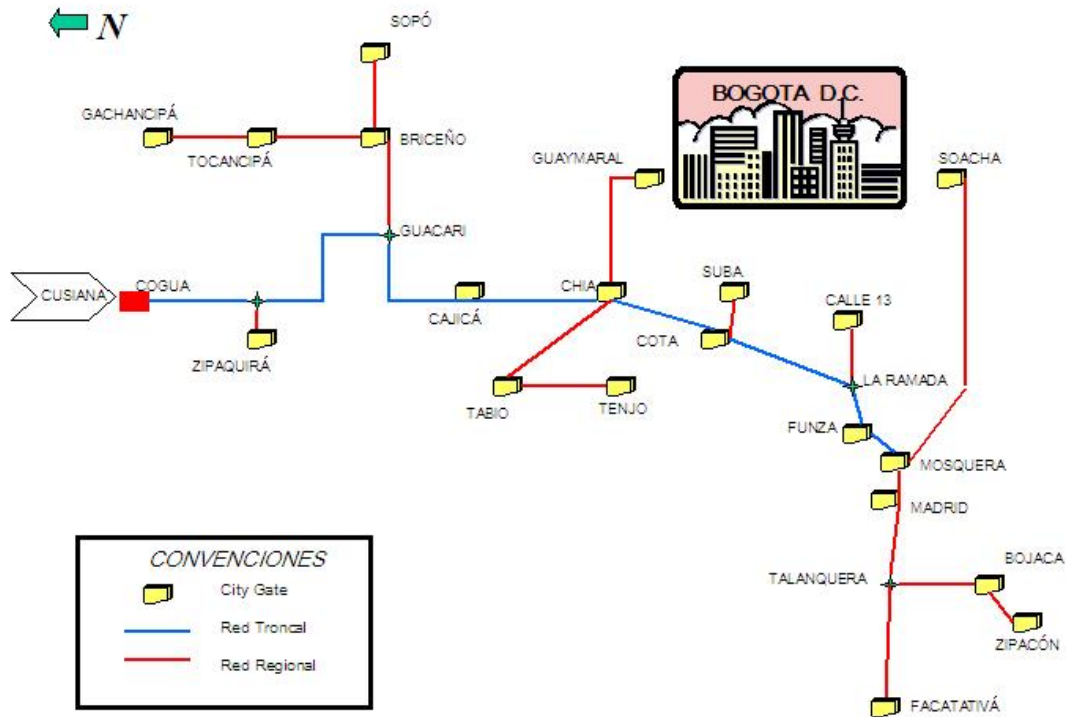 N
SOPÓ
BOGOTA D.C.
GACHANCIPÁ
TOCANCIPÁ
BRICEÑO
GUAYMARAL
SOACHA
GUACARI
CUSIANA
COGUA
CHIA
SUBA
CALLE 13
CAJICÁ
COTA
ZIPAQUIRÁ
LA RAMADA
TABIO
TENJO
FUNZA
MOSQUERA
MADRID
CONVENCIONES
City Gate
Red Troncal
Red Regional
TALANQUERA
BOJACA
ZIPACÓN
FACATATIVÁ